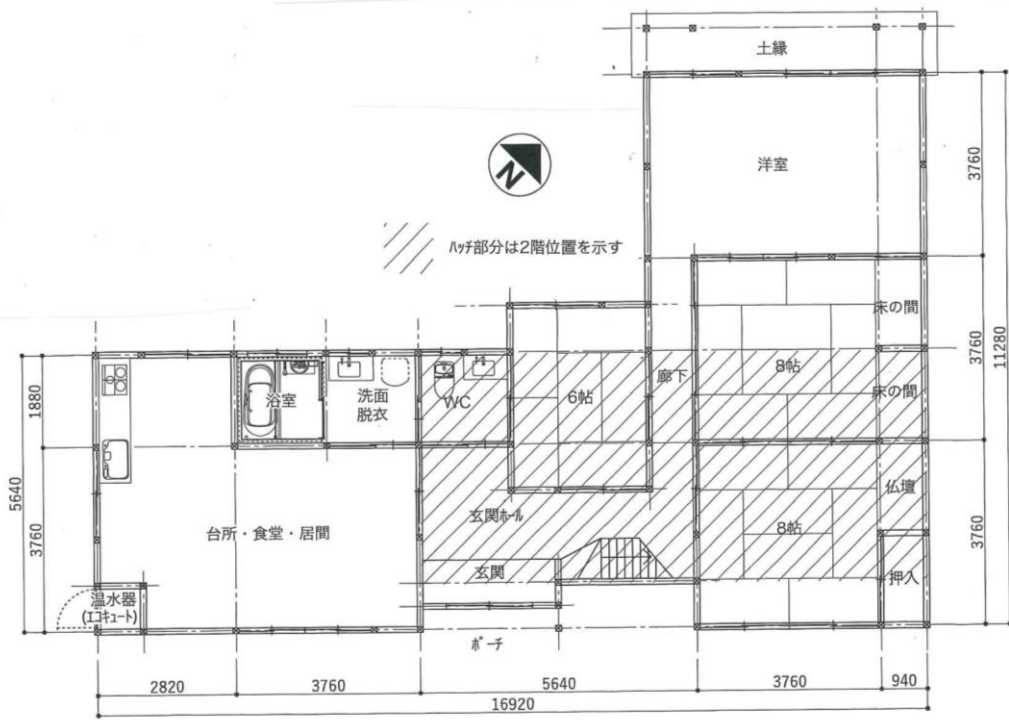 土縁
洋室
N
ハッチ部分は2階位置を示す
床の間
8帖
床の間
廊下
6帖
WC
洗面
脱衣
浴室
仏壇
8帖
玄関ホール
台所・食堂・居間
玄関
押入
温水器
(エコキュート)
ポーチ
1880
3760
5640
3760
3760
3760
11280
2820
3760
5640
3760
940
16920